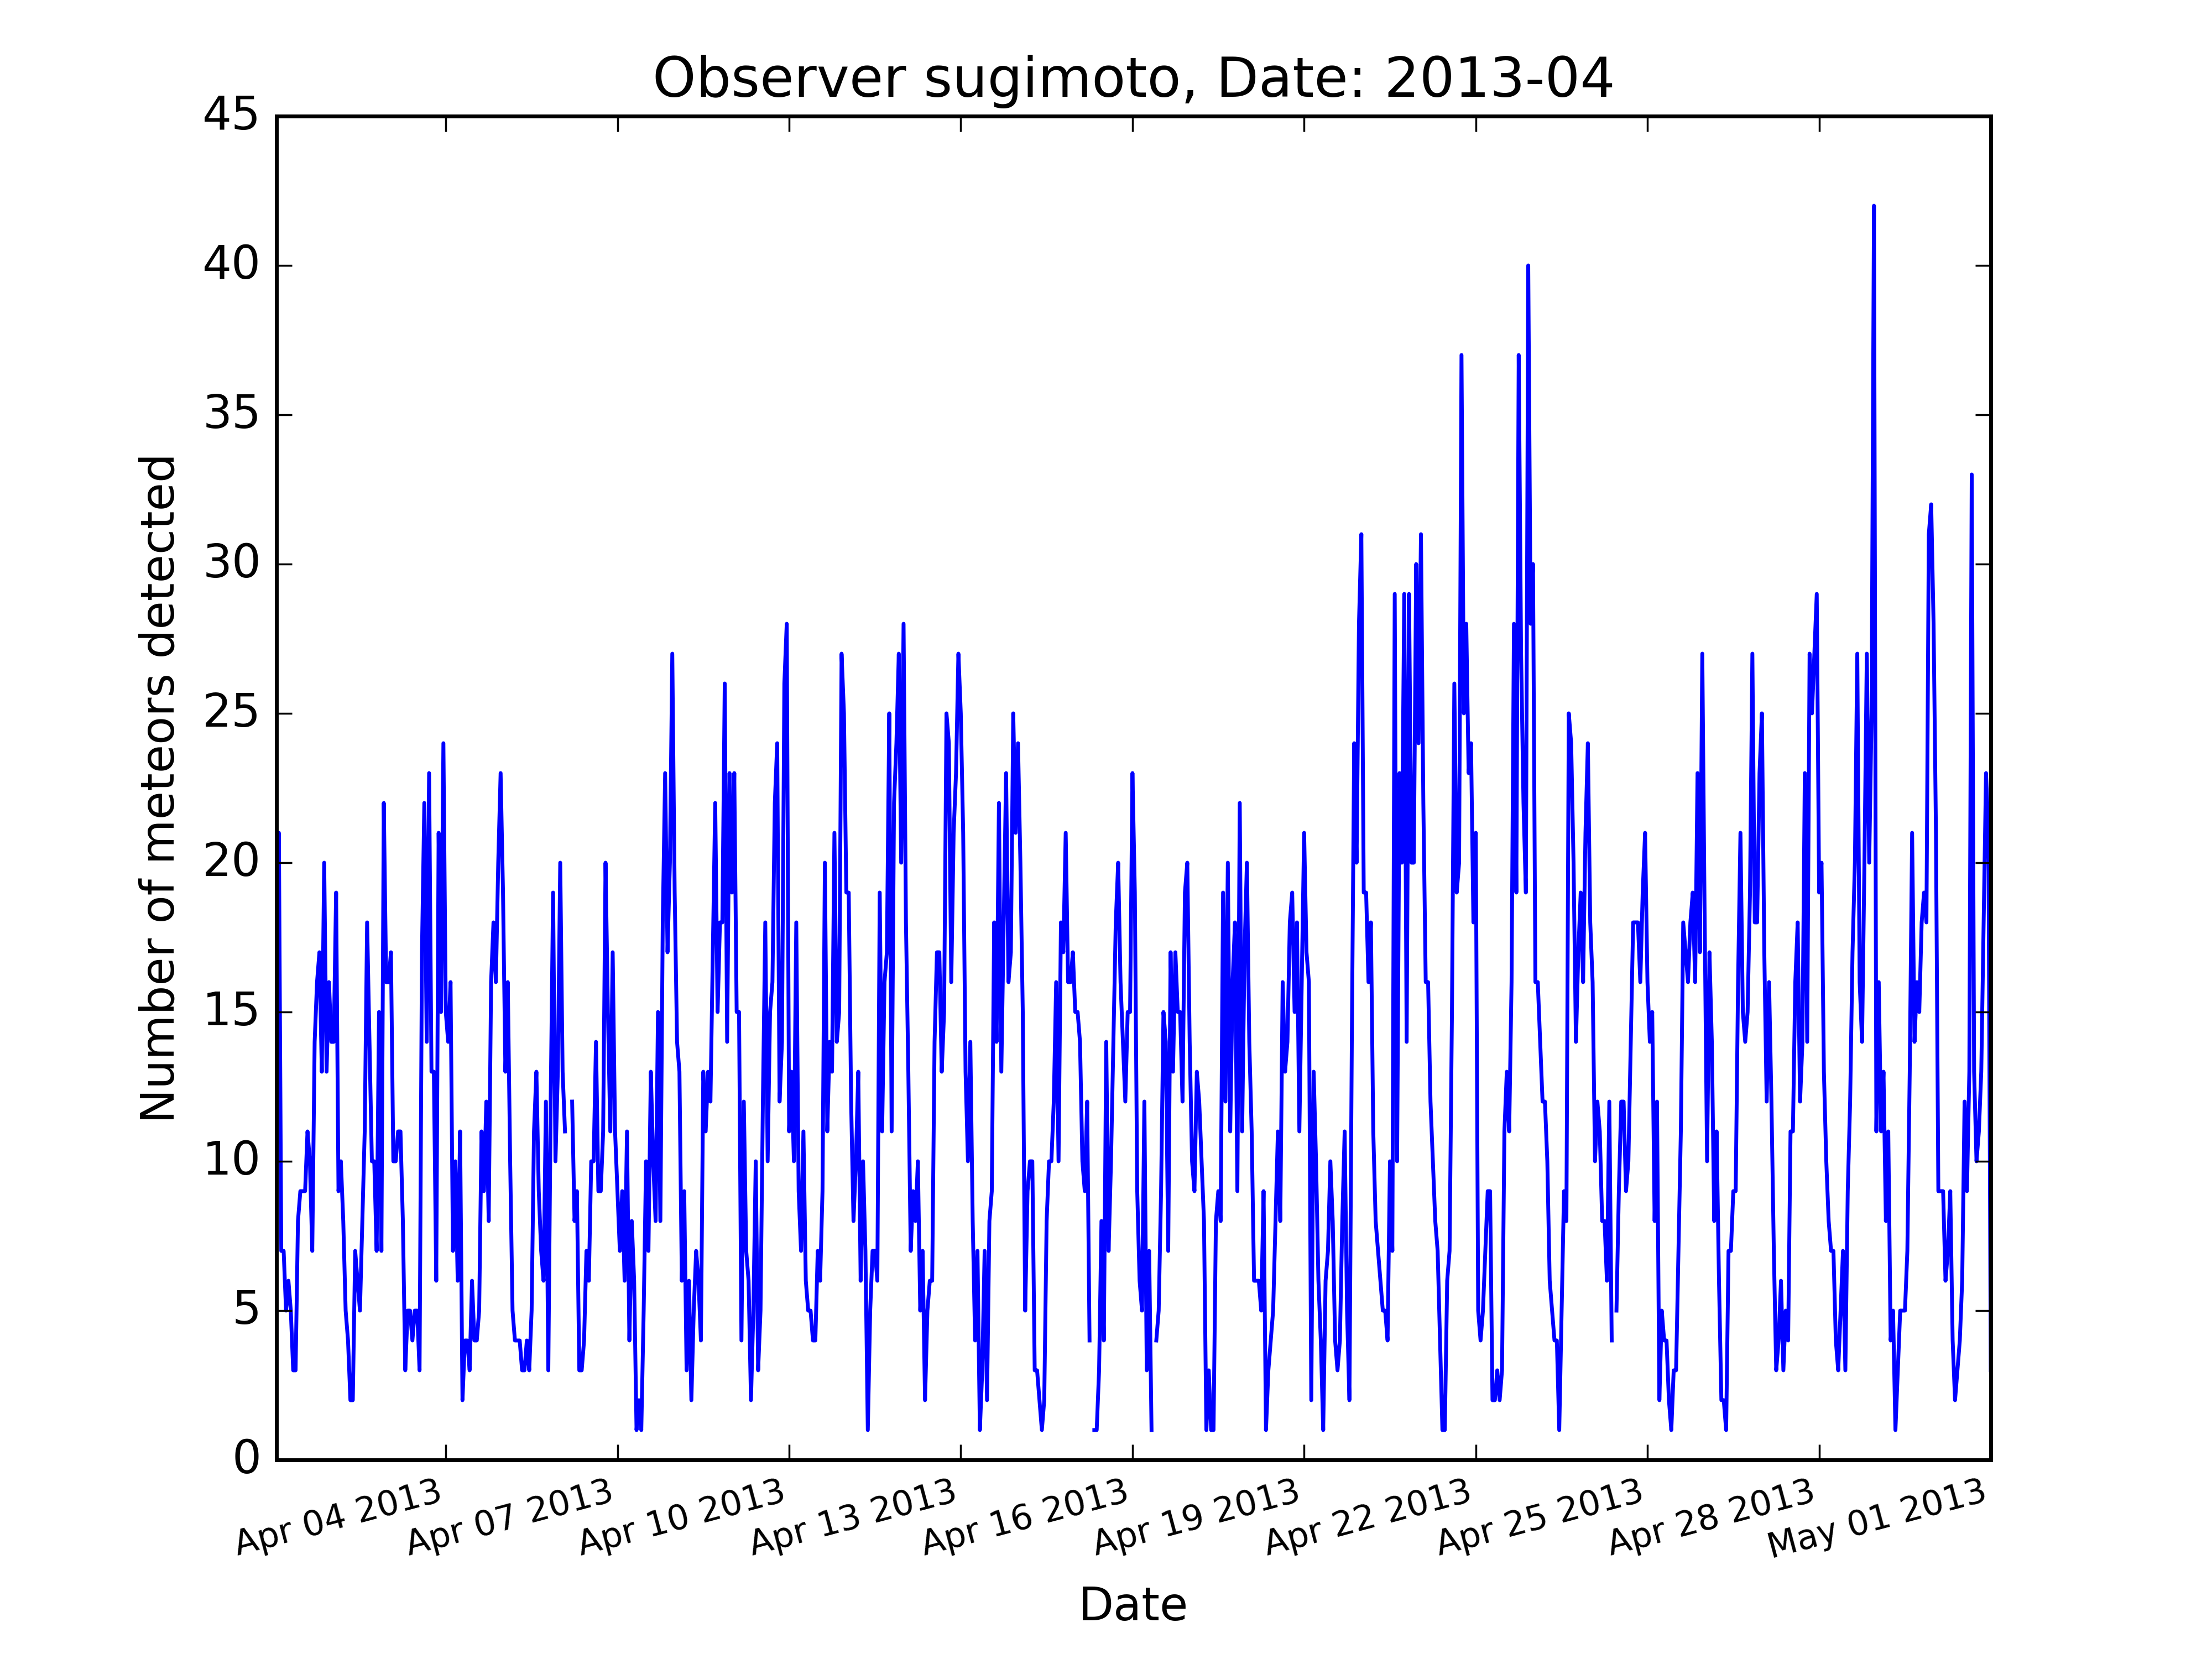 Observer sugimoto, Date: 2013-04
45
40
35
30
25
20
15
10
5
0
Number of meteors detected
Apr 04 2013
Apr 07 2013
Apr 10 2013
Apr 13 2013
Apr 16 2013
Apr 19 2013
Apr 22 2013
Apr 25 2013
Apr 28 2013
May 01 2013
Date